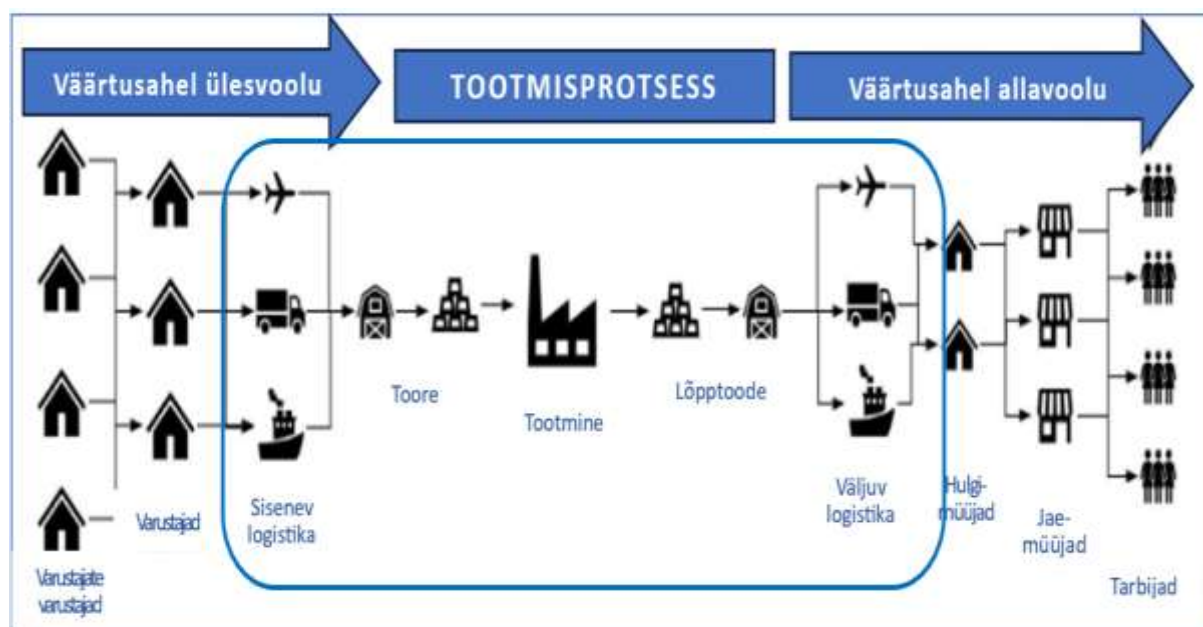 Väärtusahel ülesvoolu
TOOTMISPROTSESS
Väärtusahel allavoolu
Toore
Tootmine
Lõpptoode
Varustajad
Sisenev
logistika
Väljuv
logistika
Hulgi-
müüjad
Jae-
müüjad
Varustajate
varustajad
Tarbijad